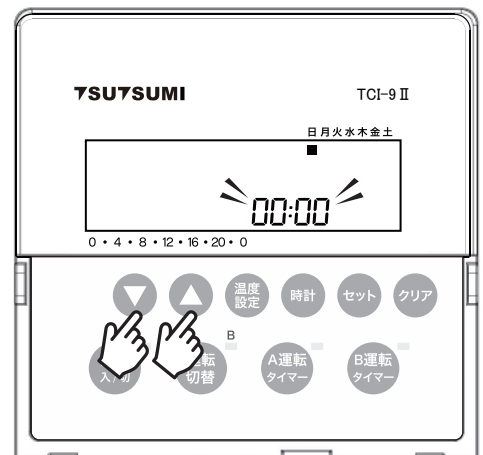 TSUTSUMI
TCI-9Ⅱ
日月火水木金土
00:00
0・4・8・12・16・20・0
▽ △ 温度設定 時計 セット クリア
B
切替
A運転タイマー
B運転タイマー